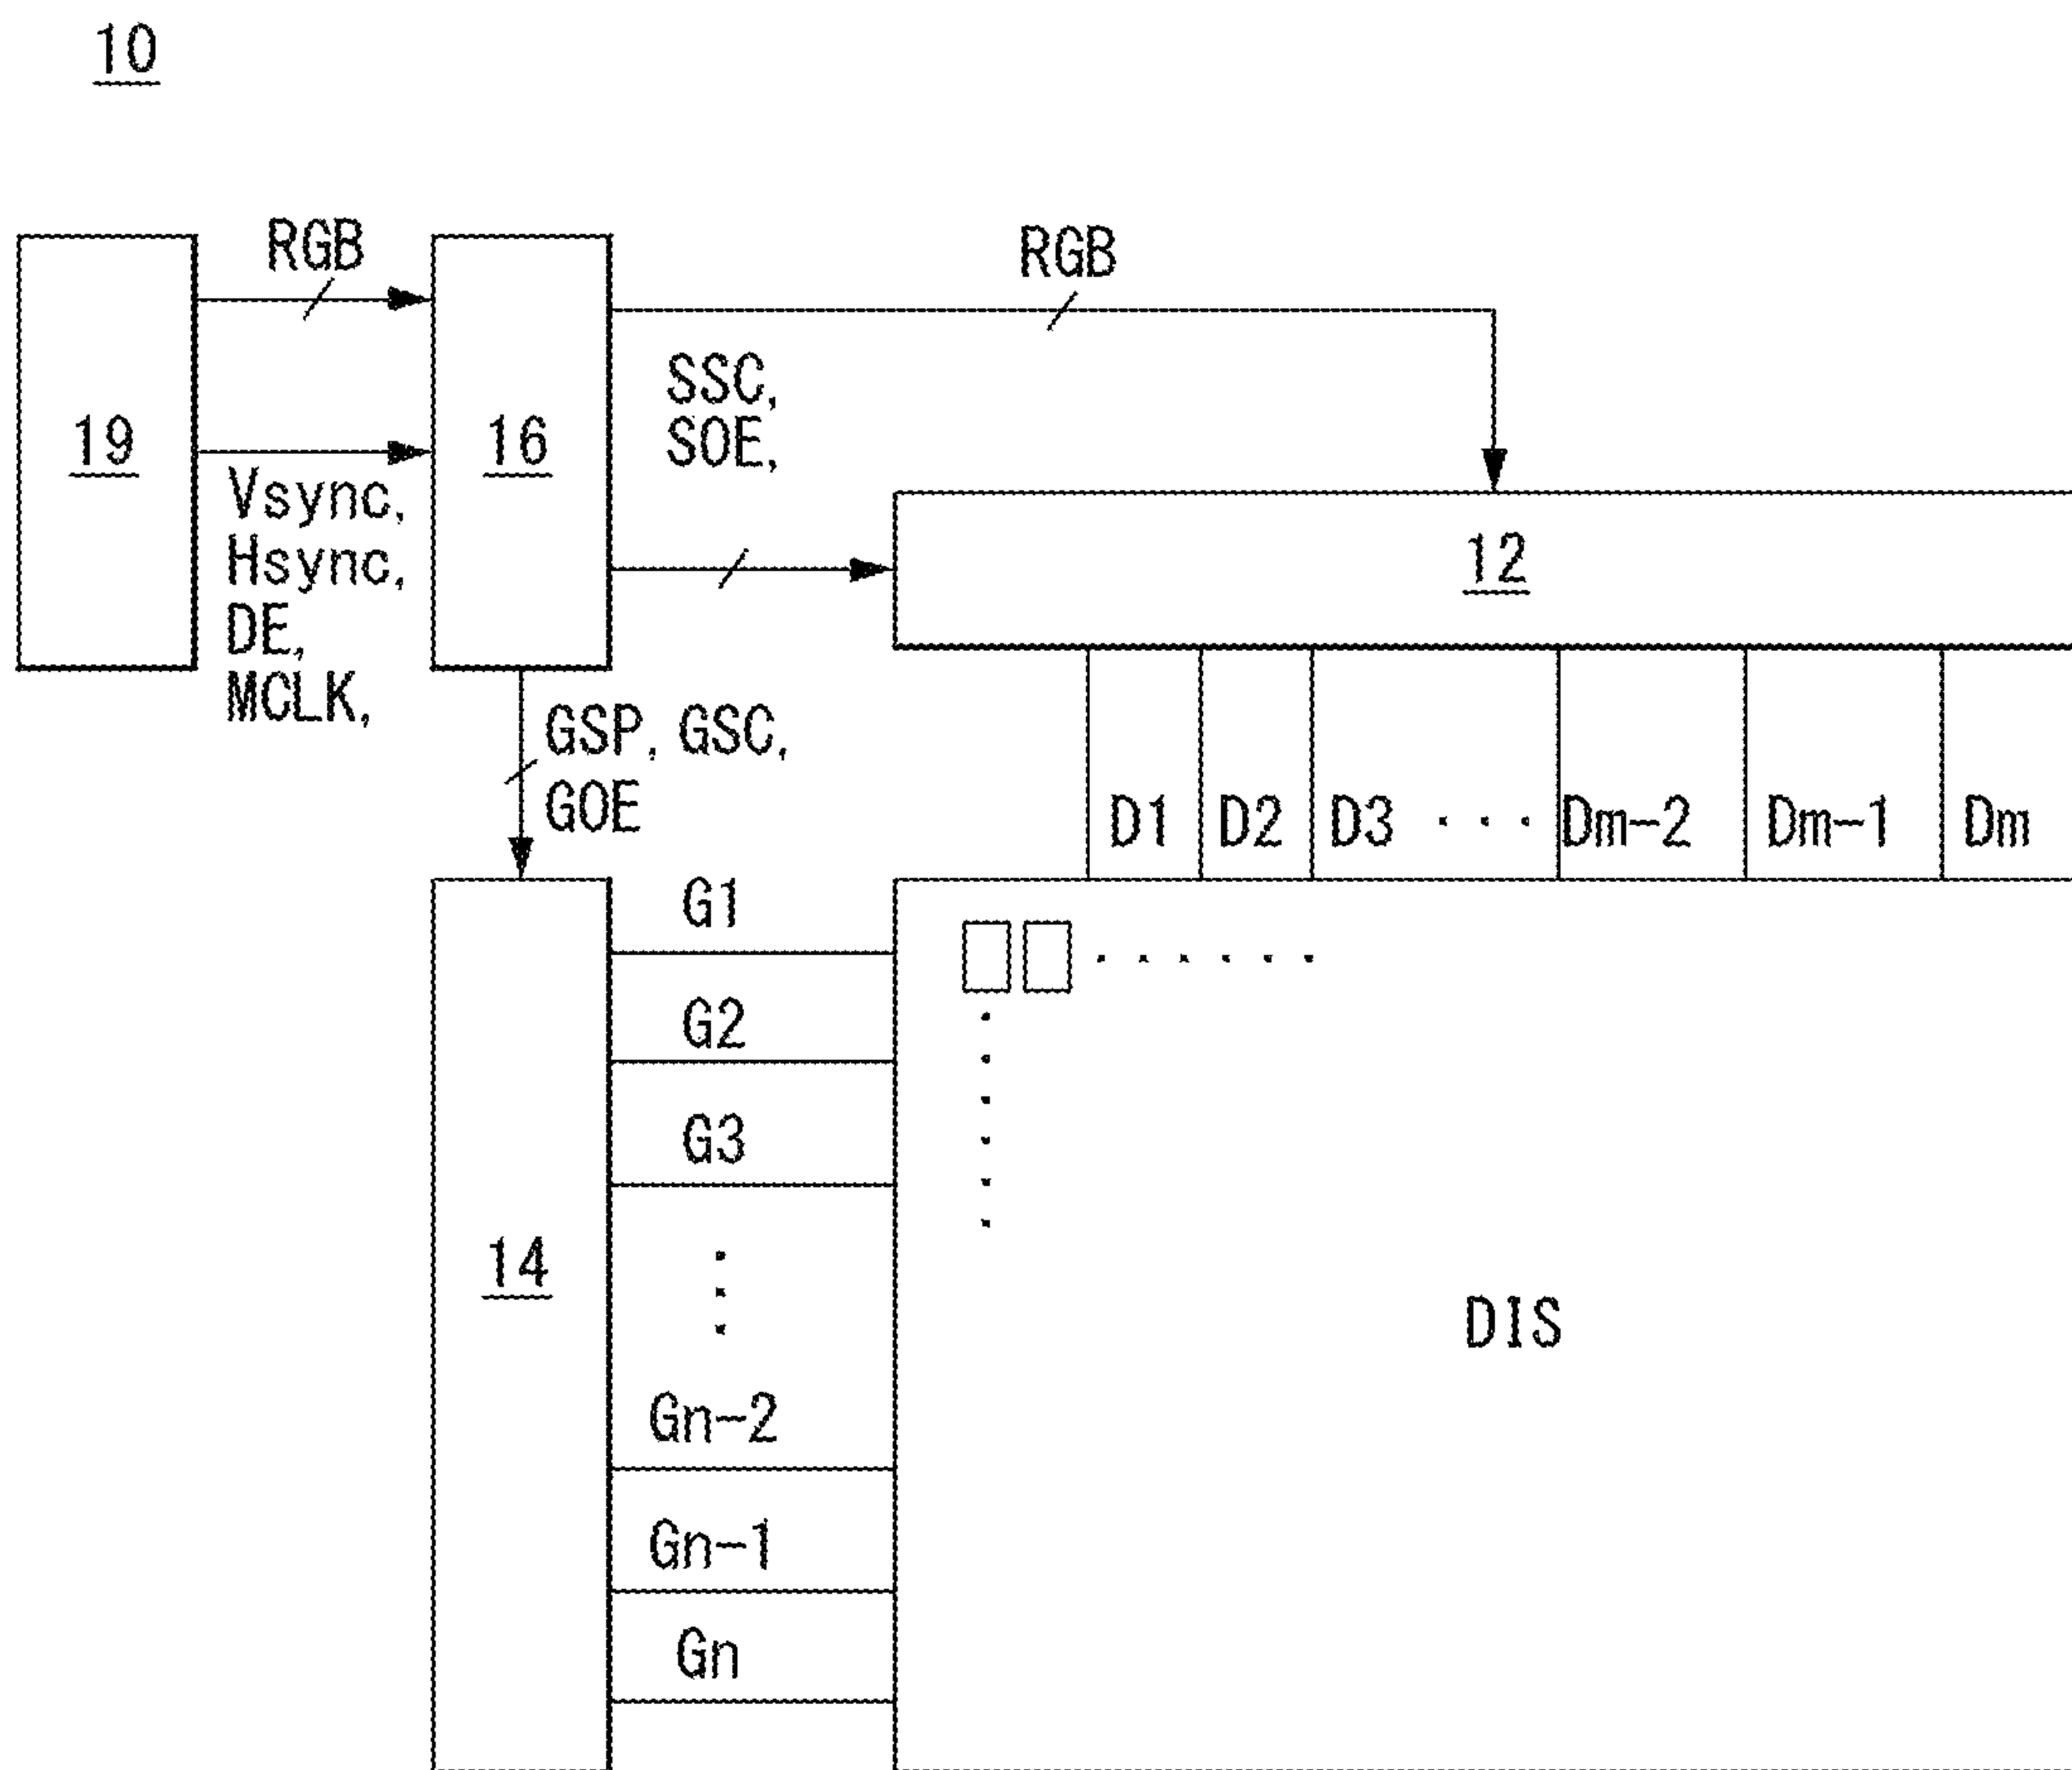 10
RGB
RGB
SSC,
SOE,
19
16
Vsync,
Hsync,
DE,
MCLK,
12
GSP, GSC,
GOE
D1 D2 D3 ... Dm-2 Dm-1 Dm
G1
G2
G3
14
DIS
Gn-2
Gn-1
Gn